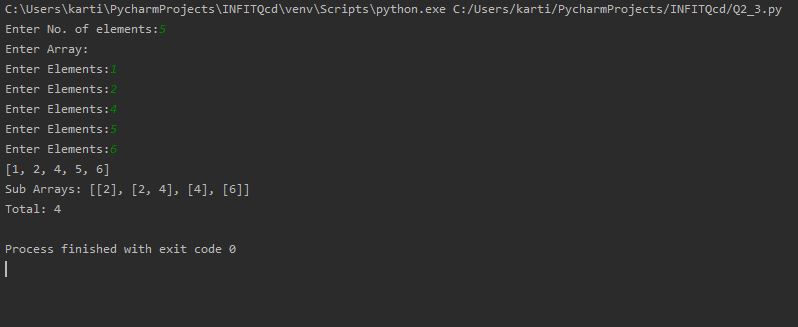 C:\Users\karti\PycharmProjects\INFITQcd\venv\Scripts\python.exe C:/Users/karti/PycharmProjects/INFITQcd/Q2_3.py
Enter No. of elements:5
Enter Array:
Enter Elements:1
Enter Elements:2
Enter Elements:4
Enter Elements:5
Enter Elements:6
[1, 2, 4, 5, 6]
Sub Arrays: [[2], [2, 4], [4], [6]]
Total: 4
Process finished with exit code 0